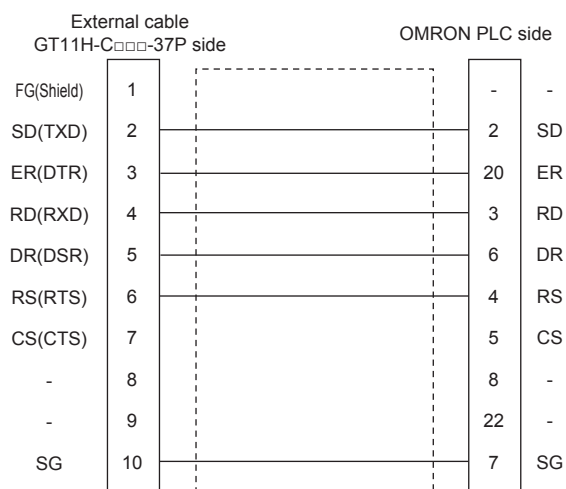 External cable
GT11H-C□□□-37P side
OMRON PLC side
FG(Shield) 1 - -
SD(TXD) 2 2 SD
ER(DTR) 3 20 ER
RD(RXD) 4 3 RD
DR(DSR) 5 6 DR
RS(RTS) 6 4 RS
CS(CTS) 7 5 CS
- 8 8 -
- 9 22 -
SG 10 7 SG